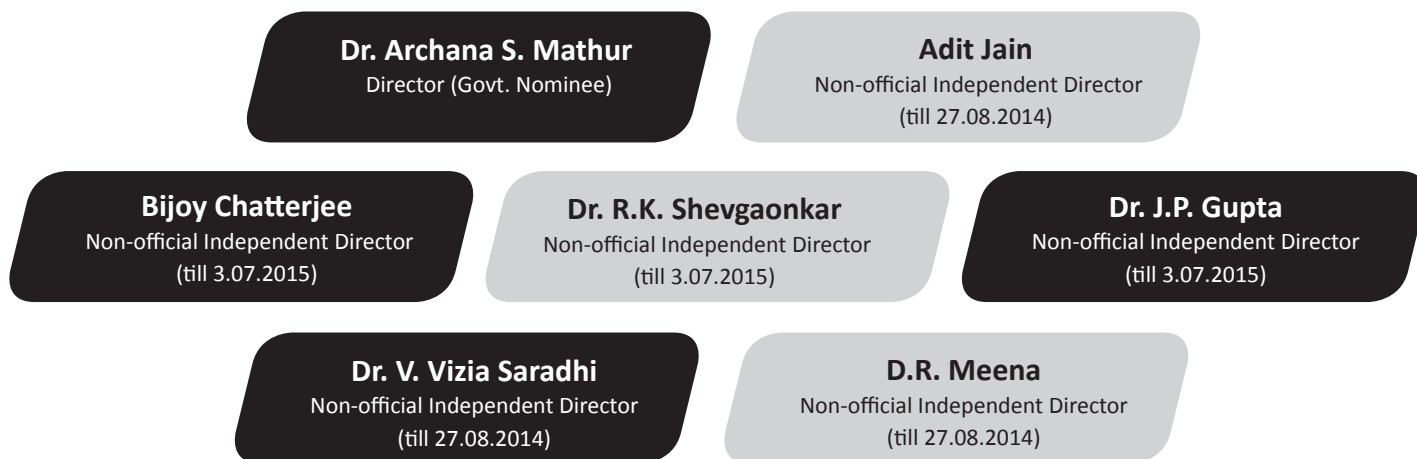 Dr. Archana S. Mathur
Director (Govt. Nominee)
Adit Jain
Non-official Independent Director
(till 27.08.2014)
Bijoy Chatterjee
Non-official Independent Director
(till 3.07.2015)
Dr. R.K. Shevgaonkar
Non-official Independent Director
(till 3.07.2015)
Dr. J.P. Gupta
Non-official Independent Director
(till 3.07.2015)
Dr. V. Vizia Saradhi
Non-official Independent Director
(till 27.08.2014)
D.R. Meena
Non-official Independent Director
(till 27.08.2014)